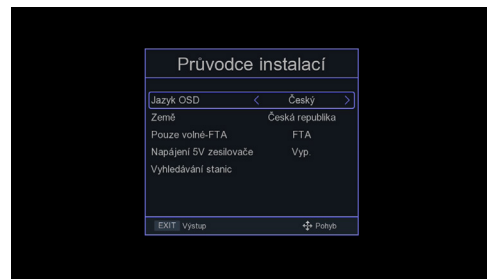 Průvodce instalací
Jazyk OSD < Český >
Země Česká republika
Pouze volné-FTA FTA
Napájení 5V zesilovače Vyp.
Vyhledávání stanic
EXIT Výstup Pohyb